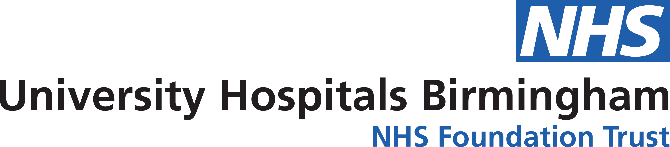 NHS
University Hospitals Birmingham
NHS Foundation Trust